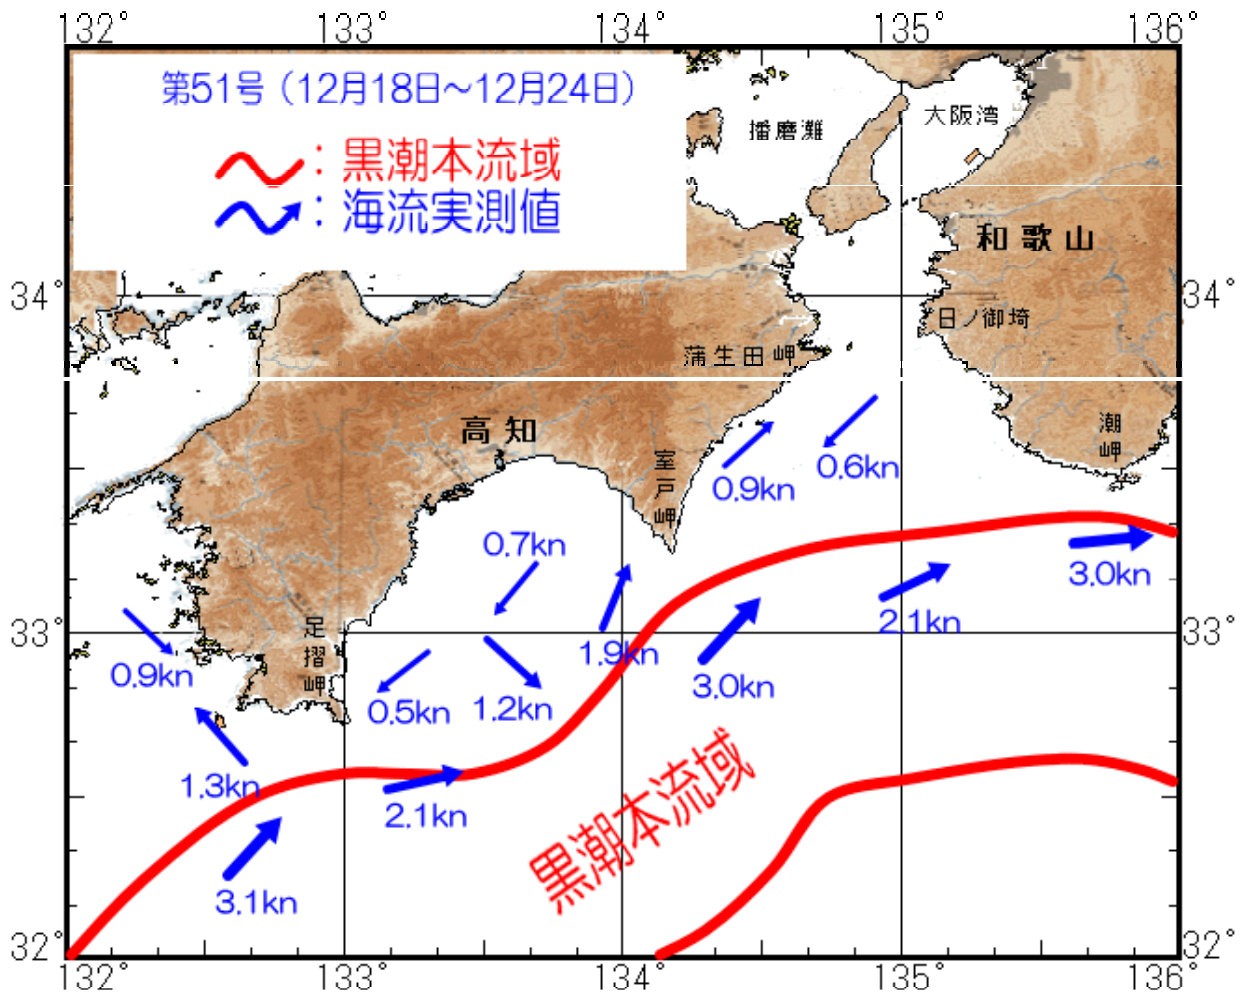 132° 133° 134° 135° 136°
第51号（12月18日～12月24日）
：黒潮本流域
：海流実測値
播磨灘
大阪湾
和歌山
34° 34°
日ノ御埼
蒲生田岬
高知
潮岬
室戸岬
0.9kn
0.6kn
0.7kn
3.0kn
2.1kn
33° 33°
足摺岬
1.9kn
0.9kn
3.0kn
0.5kn
1.2kn
1.3kn
2.1kn
黒潮本流域
3.1kn
32° 32°
132° 133° 134° 135° 136°